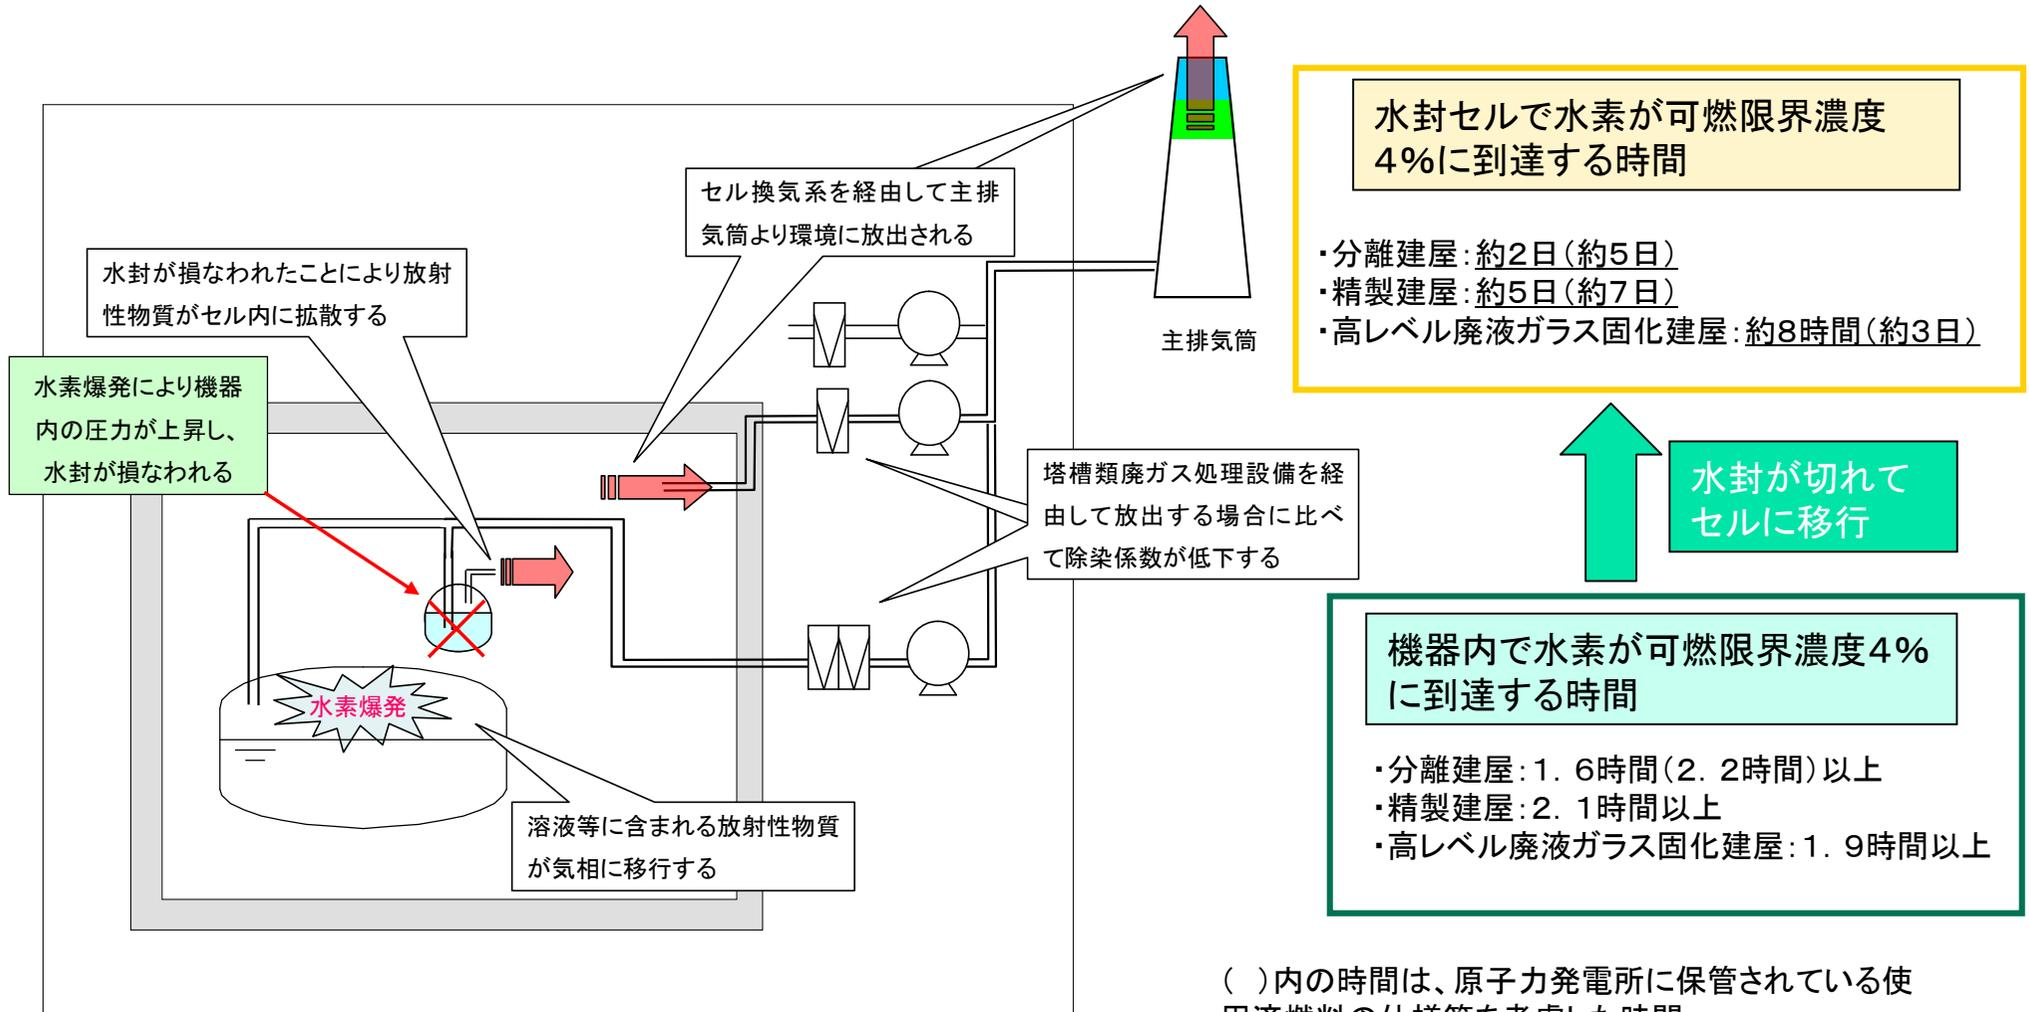 セル換気系を経由して主排
気筒より環境に放出される
水封が損なわれたことにより放射
性物質がセル内に拡散する
水素爆発により機器
内の圧力が上昇し、
水封が損なわれる
主排気筒
塔槽類廃ガス処理設備を経
由して放出する場合に比べ
て除染係数が低下する
水素爆発
溶液等に含まれる放射性物質
が気相に移行する
水封セルで水素が可燃限界濃度
4%に到達する時間
・分離建屋:約2日(約5日)
・精製建屋:約5日(約7日)
・高レベル廃液ガラス固化建屋:約8時間(約3日)
水封が切れて
セルに移行
機器内で水素が可燃限界濃度4%
に到達する時間
・分離建屋:1.6時間(2.2時間)以上
・精製建屋:2.1時間以上
・高レベル廃液ガラス固化建屋:1.9時間以上
( )内の時間は、原子力発電所に保管されている使
用済燃料の仕様等を考慮した時間